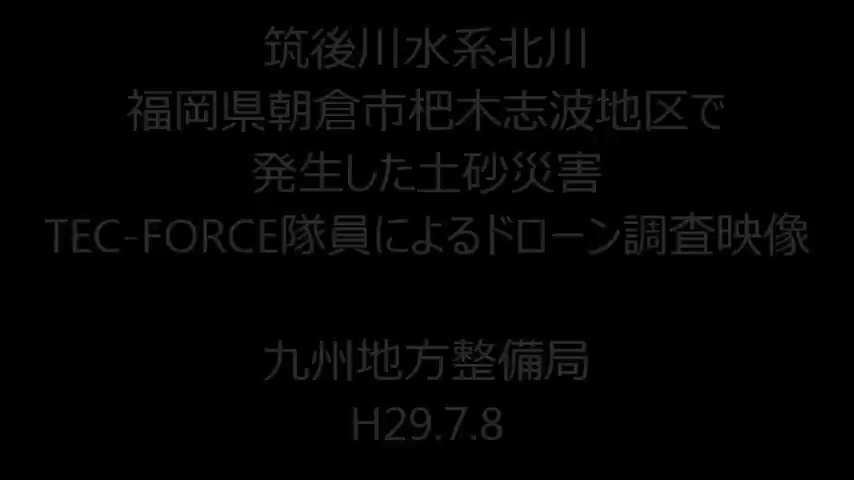 筑後川水系北川
福岡県朝倉市杷木志波地区で
発生した土砂災害
TEC-FORCE隊員によるドローン調査映像
九州地方整備局
H29.7.8